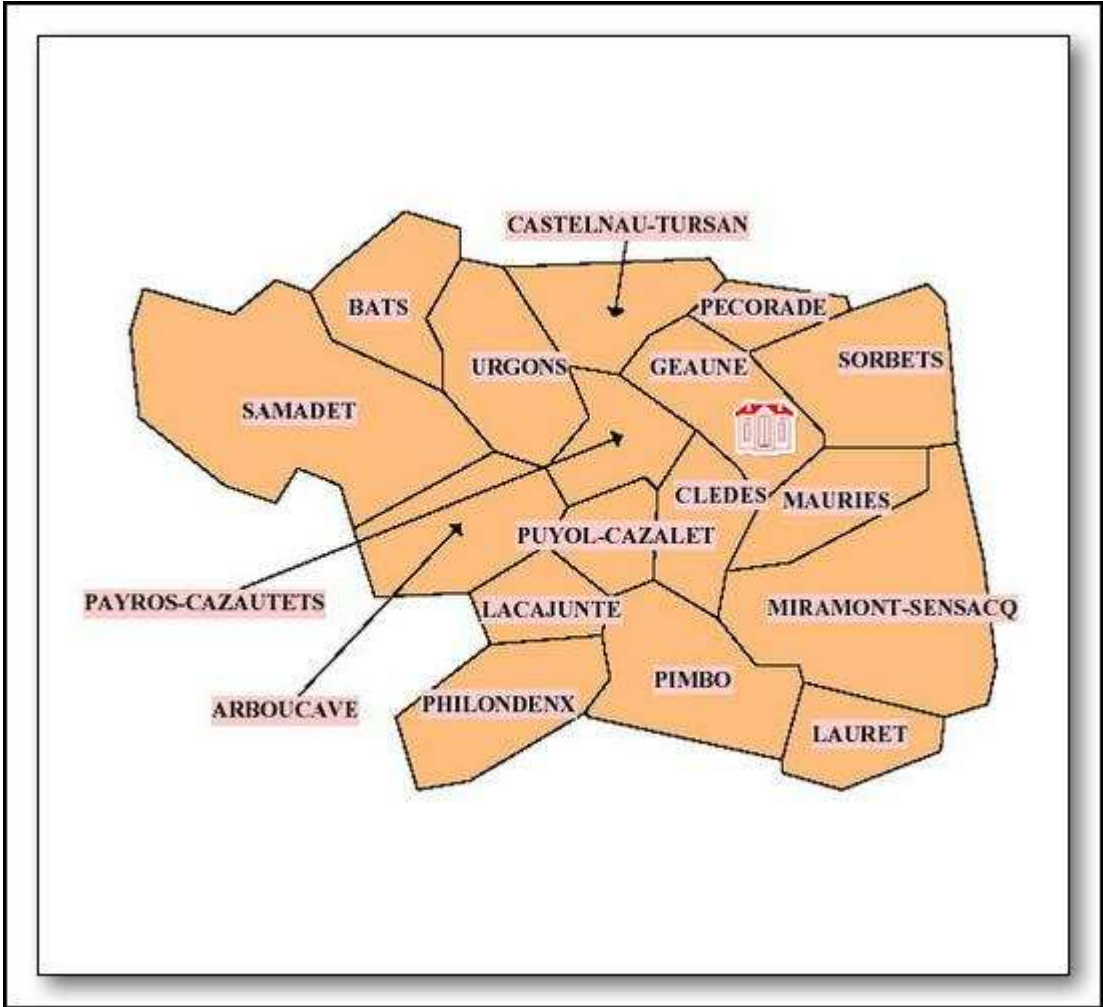 CASTELNAU-TURSAN
BATS
PECORADE
URGONS
GEAUNE
SORBETS
SAMADET
CLEDES
MAURIES
PUYOL-CAZALET
PAYROS-CAZAUTETS
LACAJUNTE
MIRAMONT-SENSACQ
PIMBO
PHILONDENX
ARBOUCAVE
LAURET